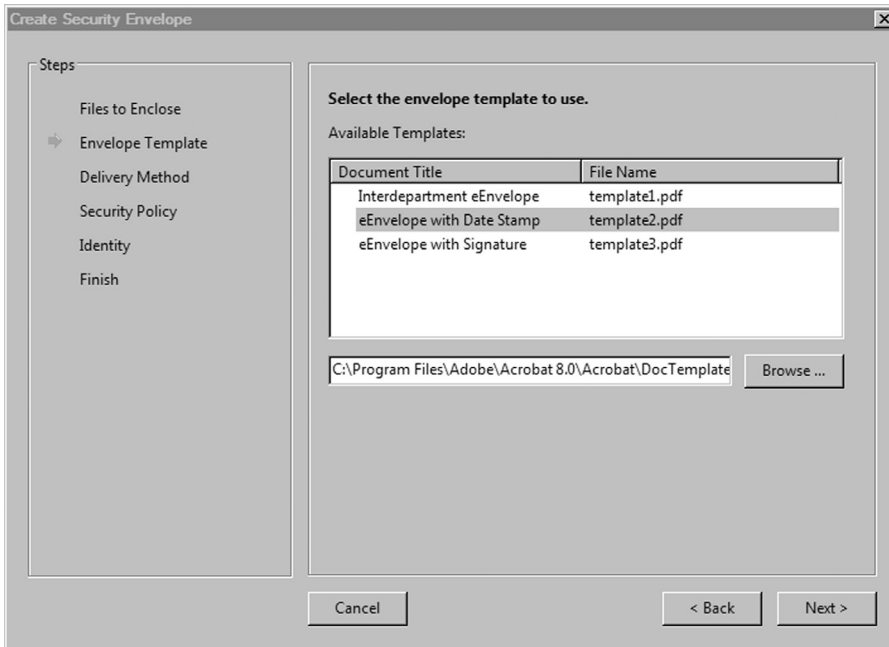 Create Security Envelope
Steps
Files to Enclose
Envelope Template
Delivery Method
Security Policy
Identity
Finish
Select the envelope template to use.
Available Templates:
Document Title File Name
Interdepartment eEnvelope template1.pdf
eEnvelope with Date Stamp template2.pdf
eEnvelope with Signature template3.pdf
C:\Program Files\Adobe\Acrobat 8.0\Acrobat\DocTemplate
Browse ...
Cancel
< Back
Next >